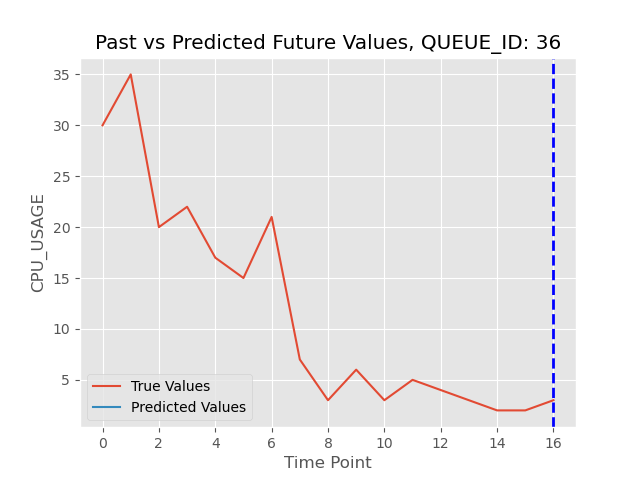 Past vs Predicted Future Values, QUEUE_ID: 36
35
30
25
20
15
10
5
CPU_USAGE
True Values
Predicted Values
0 2 4 6 8 10 12 14 16
Time Point